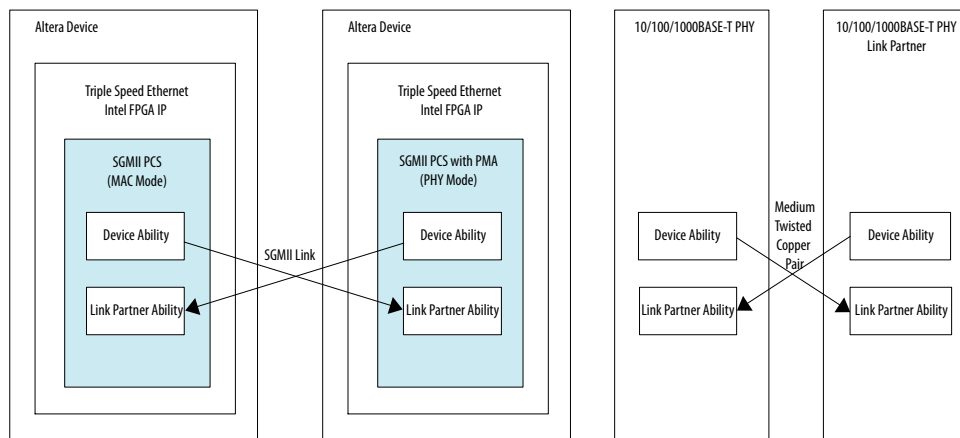 Altera Device
Triple Speed Ethernet
Intel FPGA IP
SGMII PCS
(MAC Mode)
Device Ability
Link Partner Ability
SGMII Link
Altera Device
Triple Speed Ethernet
Intel FPGA IP
SGMII PCS with PMA
(PHY Mode)
Device Ability
Link Partner Ability
10/100/1000BASE-T PHY
Device Ability
Link Partner Ability
Medium
Twisted
Copper
Pair
10/100/1000BASE-T PHY
Link Partner
Device Ability
Link Partner Ability